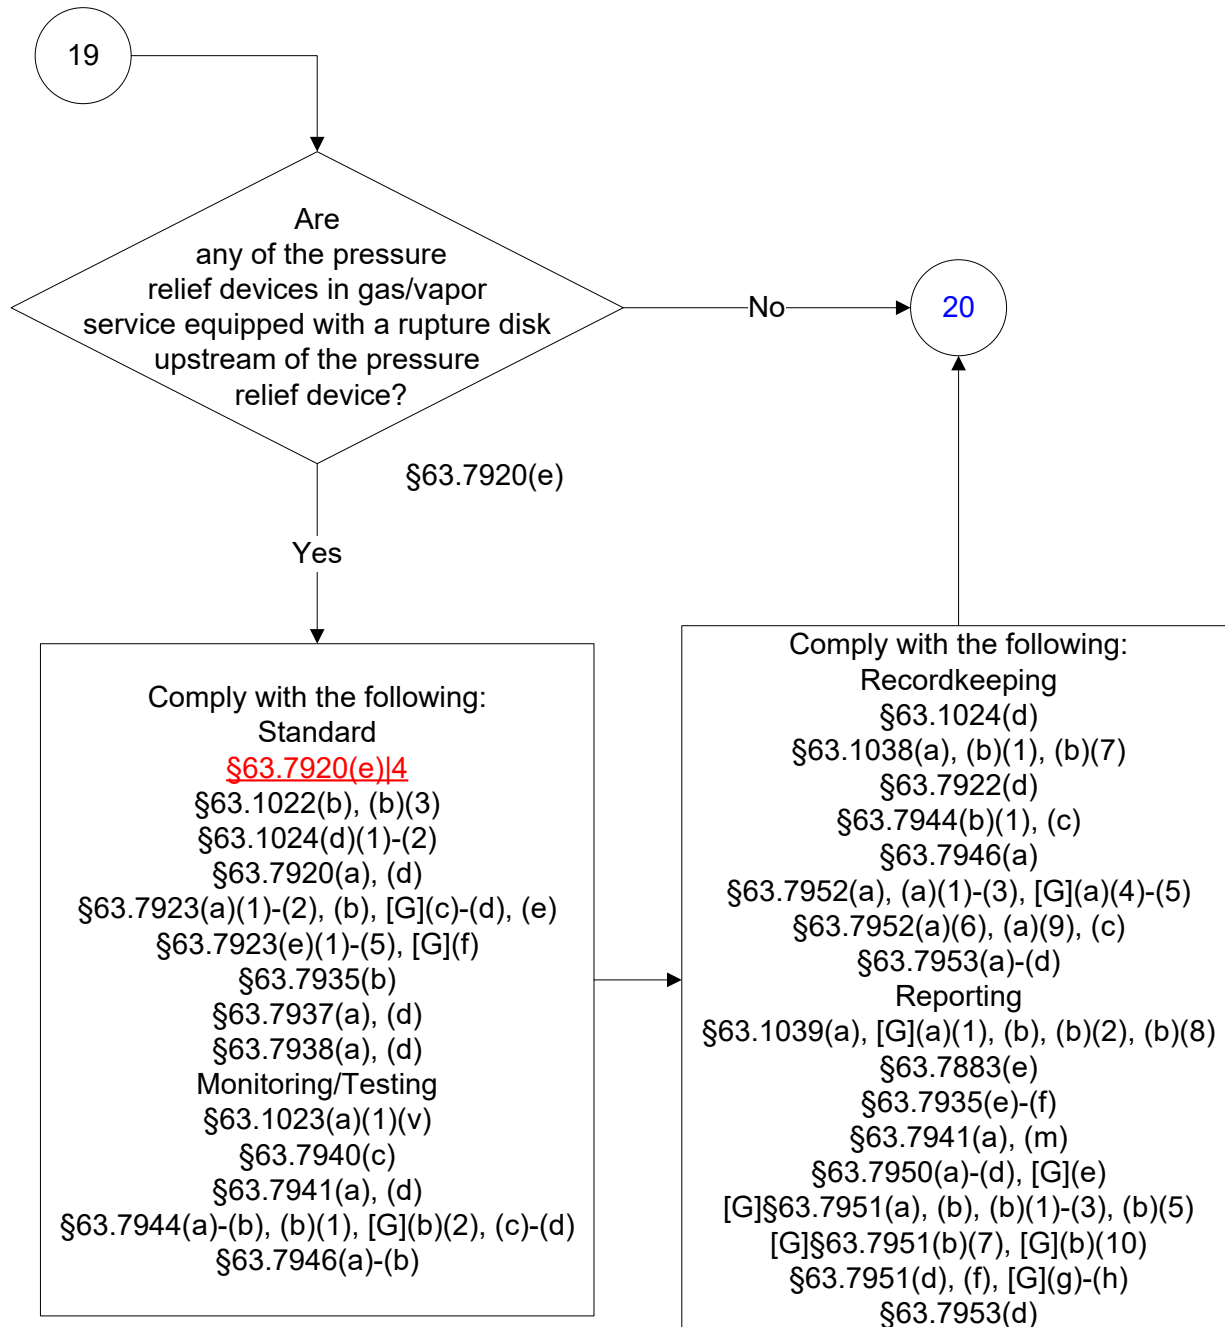 19
Are
any of the pressure
relief devices in gas/vapor
service equipped with a rupture disk
upstream of the pressure
relief device?
No
20
§63.7920(e)
Yes
Comply with the following:
Standard
§63.7920(e)|4
§63.1022(b), (b)(3)
§63.1024(d)(1)-(2)
§63.7920(a), (d)
§63.7923(a)(1)-(2), (b), [G](c)-(d), (e)
§63.7923(e)(1)-(5), [G](f)
§63.7935(b)
§63.7937(a), (d)
§63.7938(a), (d)
Monitoring/Testing
§63.1023(a)(1)(v)
§63.7940(c)
§63.7941(a), (d)
§63.7944(a)-(b), (b)(1), [G](b)(2), (c)-(d)
§63.7946(a)-(b)
Comply with the following:
Recordkeeping
§63.1024(d)
§63.1038(a), (b)(1), (b)(7)
§63.7922(d)
§63.7944(b)(1), (c)
§63.7946(a)
§63.7952(a), (a)(1)-(3), [G](a)(4)-(5)
§63.7952(a)(6), (a)(9), (c)
§63.7953(a)-(d)
Reporting
§63.1039(a), [G](a)(1), (b), (b)(2), (b)(8)
§63.7883(e)
§63.7935(e)-(f)
§63.7941(a), (m)
§63.7950(a)-(d), [G](e)
[G]§63.7951(a), (b), (b)(1)-(3), (b)(5)
[G]§63.7951(b)(7), [G](b)(10)
§63.7951(d), (f), [G](g)-(h)
§63.7953(d)